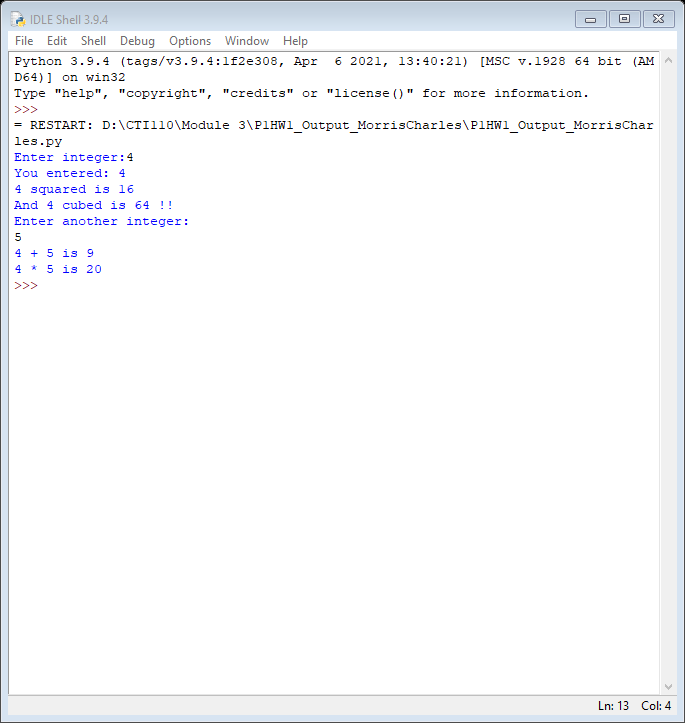 IDLE Shell 3.9.4
File Edit Shell Debug Options Window Help
Python 3.9.4 (tags/v3.9.4:1f2e308, Apr  6 2021, 13:40:21) [MSC v.1928 64 bit (AM
D64)] on win32
Type "help", "copyright", "credits" or "license()" for more information.
>>>
= RESTART: D:\CTI110\Module 3\P1HW1_Output_MorrisCharles\P1HW1_Output_MorrisChar
les.py
Enter integer:4
You entered: 4
4 squared is 16
And 4 cubed is 64 !!
Enter another integer:
5
4 + 5 is 9
4 * 5 is 20
>>>
Ln: 13 Col: 4